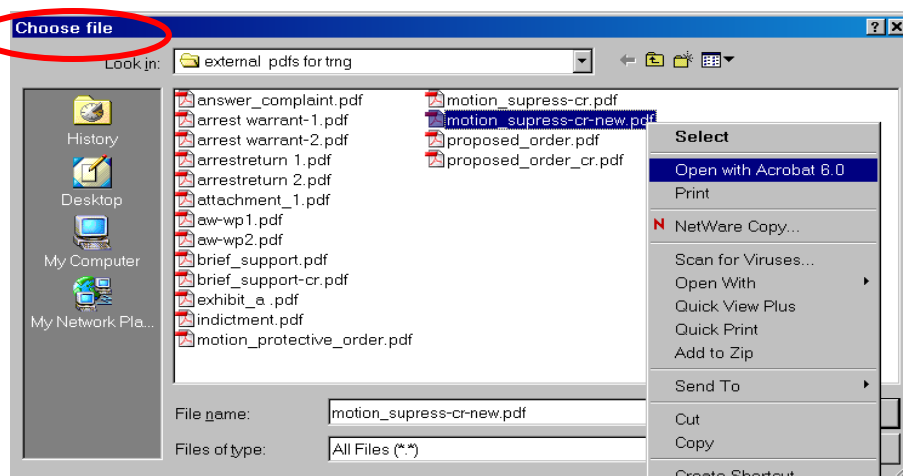 Choose file
Look in:
external pdfs for trng
History
Desktop
My Computer
My Network Pla...
answer_complaint.pdf
arrest warrant-1.pdf
arrest warrant-2.pdf
arrestreturn 1.pdf
arrestreturn 2.pdf
attachment_1.pdf
aw-wp1.pdf
aw-wp2.pdf
brief_support.pdf
brief_support-cr.pdf
exhibit_a .pdf
indictment.pdf
motion_protective_order.pdf
motion_supress-cr.pdf
motion_supress-cr-new.pdf
proposed_order.pdf
proposed_order_cr.pdf
Select
Open with Acrobat 6.0
Print
N NetWare Copy...
Scan for Viruses...
Open With
Quick View Plus
Quick Print
Add to Zip
Send To
Cut
Copy
Create Shortcut
File name:
motion_supress-cr-new.pdf
Files of type:
All Files (*.*)